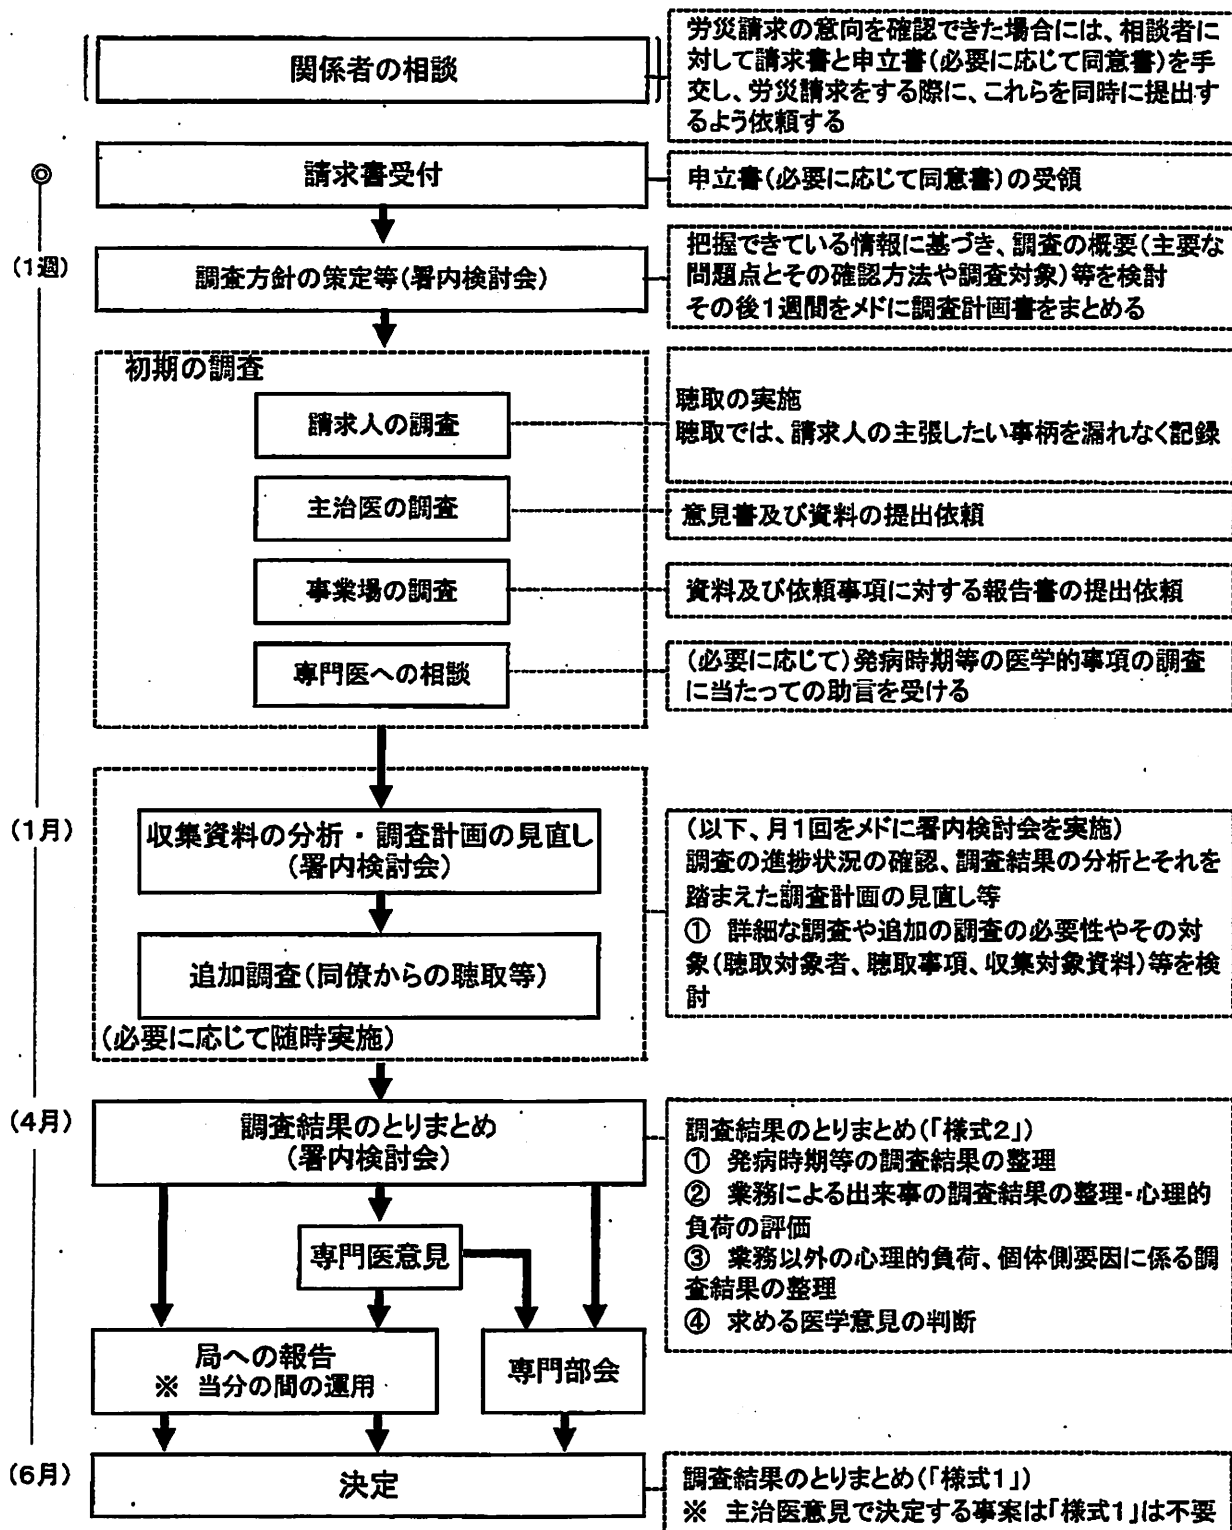 関係者の相談
労災請求の意向を確認できた場合には、相談者に
対して請求書と申立書(必要に応じて同意書)を手
交し、労災請求をする際に、これらを同時に提出す
るよう依頼する
◎
請求書受付
申立書(必要に応じて同意書)の受領
(1週)
調査方針の策定等(署内検討会)
把握できている情報に基づき、調査の概要(主要な
問題点とその確認方法や調査対象)等を検討
その後1週間をメドに調査計画書をまとめる
初期の調査
請求人の調査
聴取の実施
聴取では、請求人の主張したい事柄を漏れなく記録
主治医の調査
意見書及び資料の提出依頼
事業場の調査
資料及び依頼事項に対する報告書の提出依頼
専門医への相談
(必要に応じて)発病時期等の医学的事項の調査
に当たっての助言を受ける
(1月)
収集資料の分析・調査計画の見直し
(署内検討会)
追加調査(同僚からの聴取等)
(必要に応じて随時実施)
(以下、月1回をメドに署内検討会を実施)
調査の進捗状況の確認、調査結果の分析とそれを
踏まえた調査計画の見直し等
① 詳細な調査や追加の調査の必要性やその対
象(聴取対象者、聴取事項、収集対象資料)等を検
討
(4月)
調査結果のとりまとめ
(署内検討会)
調査結果のとりまとめ(「様式2」)
① 発病時期等の調査結果の整理
② 業務による出来事の調査結果の整理・心理的
負荷の評価
③ 業務以外の心理的負荷、個体側要因に係る調
査結果の整理
④ 求める医学意見の判断
専門医意見
局への報告
※ 当分の間の運用
専門部会
(6月)
決定
調査結果のとりまとめ(「様式1」)
※ 主治医意見で決定する事案は「様式1」は不要